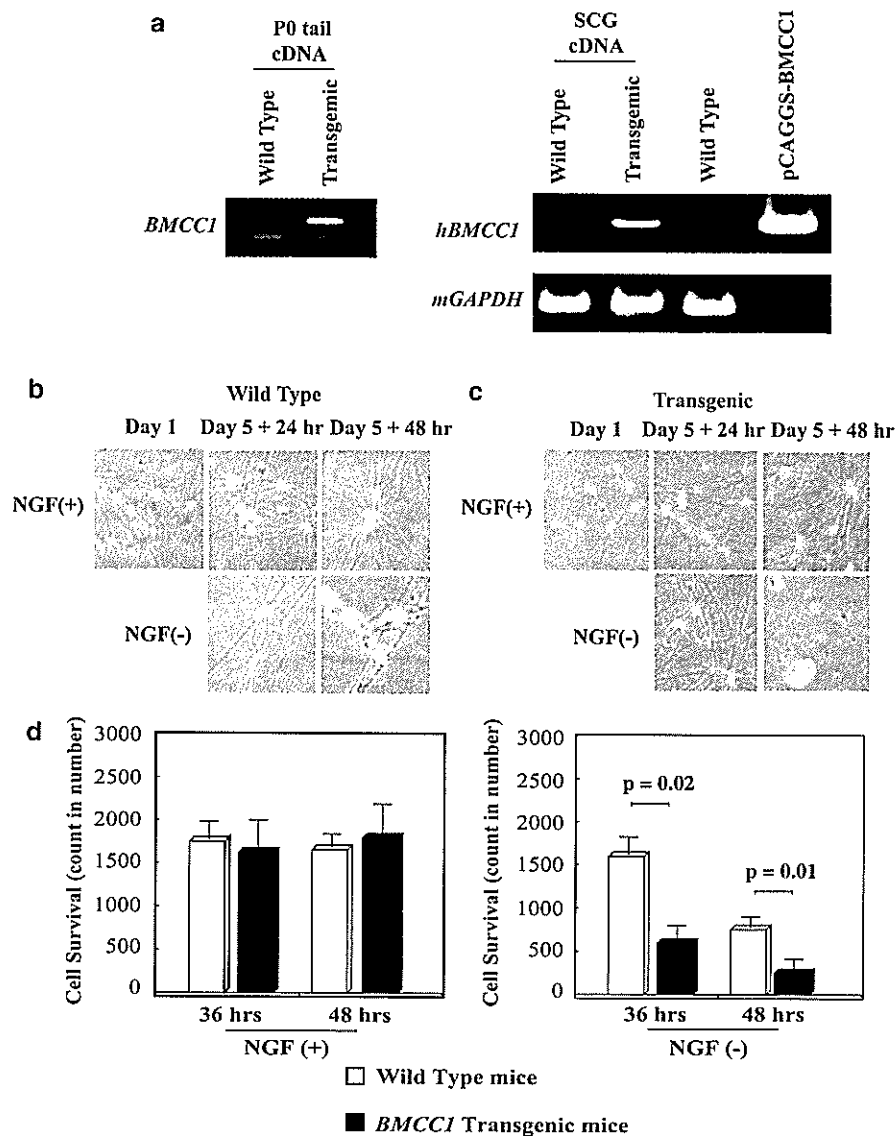 a
P0 tail
cDNA
Wild Type
Transgemic
BMCC1
SCG
cDNA
Wild Type
Transgemic
Wild Type
pCAGGS-BMCC1
hBMCC1
mGAPDH
b
Wild Type
Day 1 Day 5 + 24 hr Day 5 + 48 hr
NGF(+)
NGF(-)
c
Transgenic
Day 1 Day 5 + 24 hr Day 5 + 48 hr
NGF(+)
NGF(-)
d
Cell Survival (count in number)
3000
2500
2000
1500
1000
500
0
36 hrs 48 hrs
NGF (+)
Cell Survival (count in number)
3000
2500
2000
1500
1000
500
0
p = 0.02
p = 0.01
36 hrs 48 hrs
NGF (-)
Wild Type mice
BMCC1 Transgenic mice